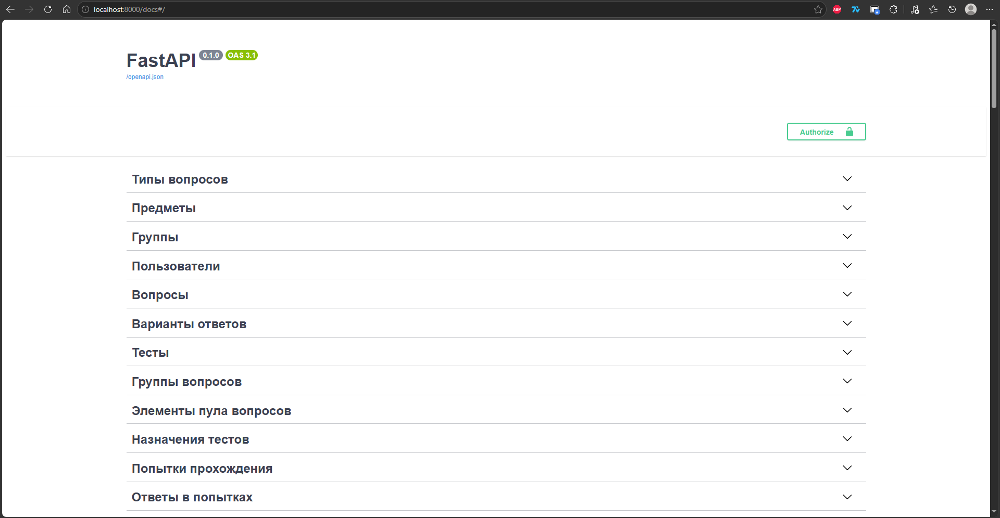 localhost:8000/docs#/
ABP
FastAPI 0.1.0 OAS 3.1
/openapi.json
Authorize
Типы вопросов
Предметы
Группы
Пользователи
Вопросы
Варианты ответов
Тесты
Группы вопросов
Элементы пула вопросов
Назначения тестов
Попытки прохождения
Ответы в попытках